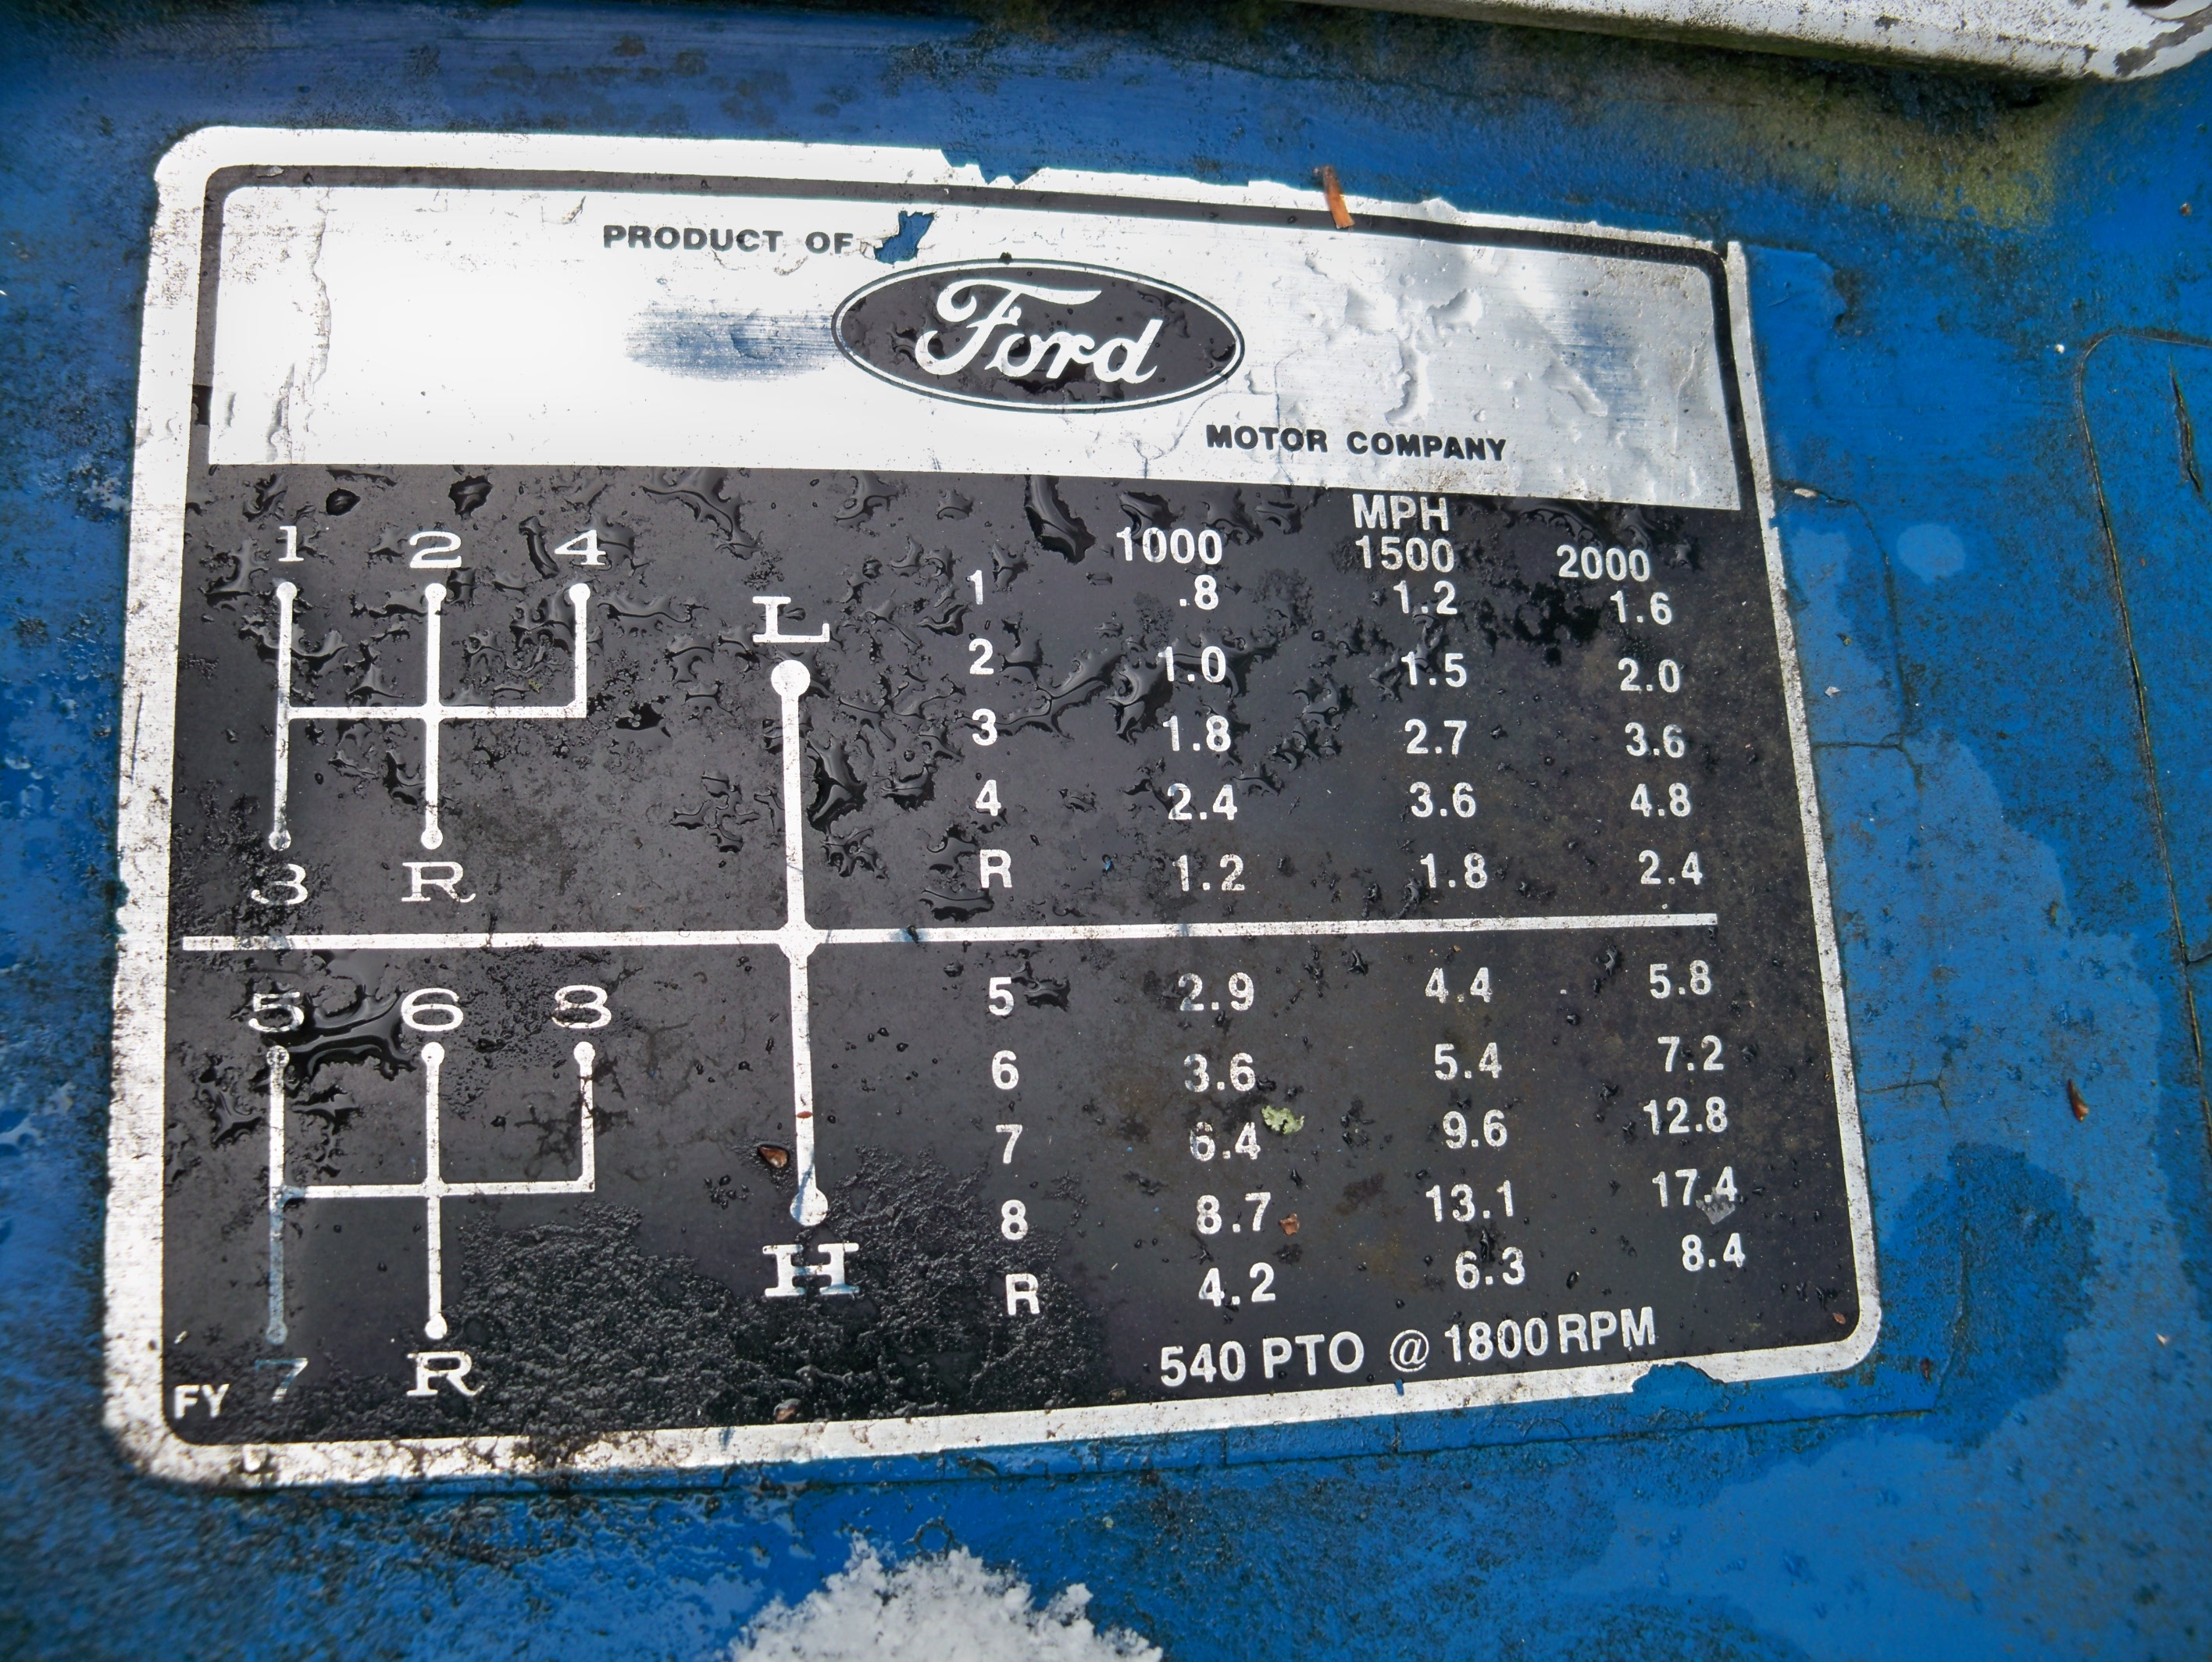 PRODUCT OF
Ford
MOTOR COMPANY
1 2 4
3 R
L
5 6 8
7 R
H
FY
MPH
1000 1500 2000
1 .8 1.2 1.6
2 1.0 1.5 2.0
3 1.8 2.7 3.6
4 2.4 3.6 4.8
R 1.2 1.8 2.4
5 2.9 4.4 5.8
6 3.6 5.4 7.2
7 6.4 9.6 12.8
8 8.7 13.1 17.4
R 4.2 6.3 8.4
540 PTO @ 1800 RPM